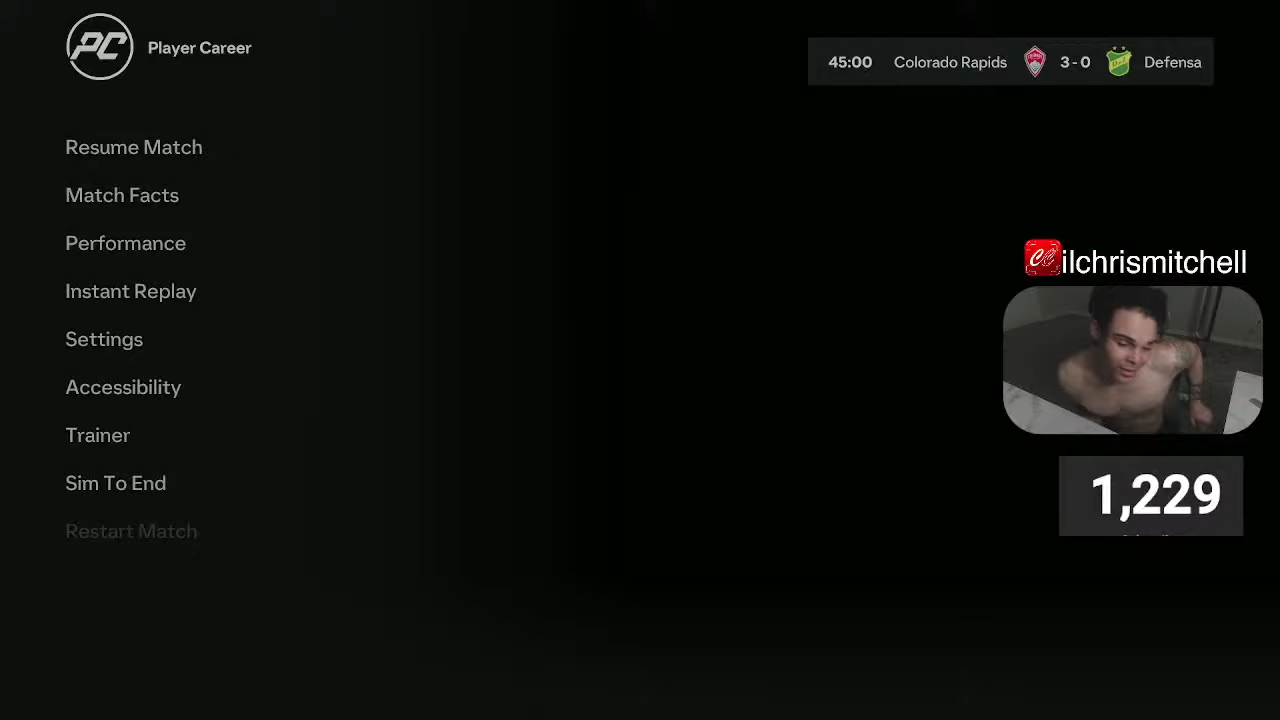 PC Player Career
45:00 Colorado Rapids 3 - 0 Defensa
Resume Match
Match Facts
Performance
Instant Replay
Settings
Accessibility
Trainer
Sim To End
Restart Match
ilchrismitchell
1,229